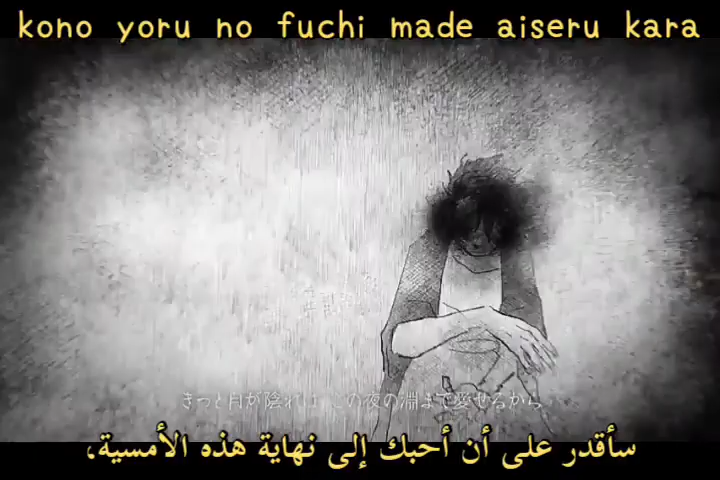 kono yoru no fuchi made aiseru kara
きっと月が陰れば この夜の淵まで愛せるから
سأقدر على أن أحبك إلى نهاية هذه الأمسية،